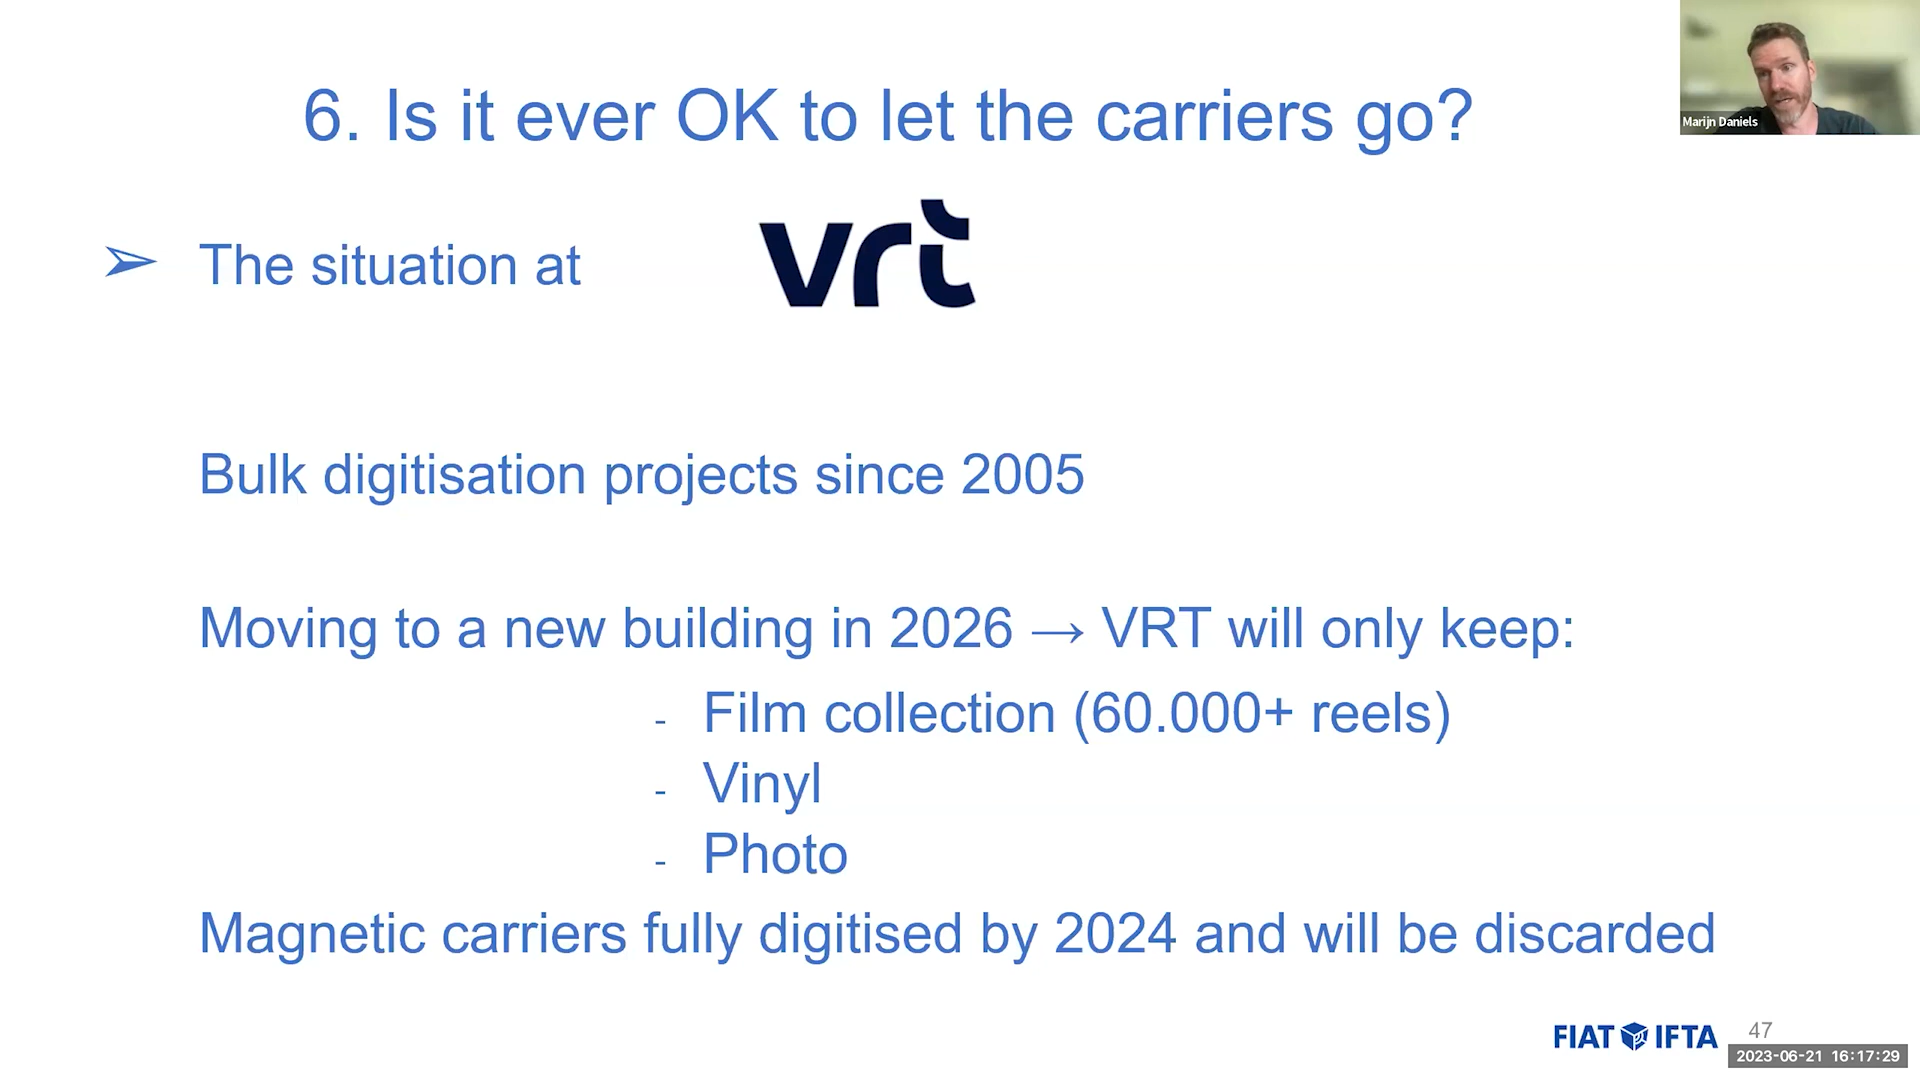 6. Is it ever OK to let the carriers go?
Marijn Daniels
➢ The situation at vrt
Bulk digitisation projects since 2005
Moving to a new building in 2026 → VRT will only keep:
- Film collection (60.000+ reels)
- Vinyl
- Photo
Magnetic carriers fully digitised by 2024 and will be discarded
FIAT IFTA 47
2023-06-21 16:17:29